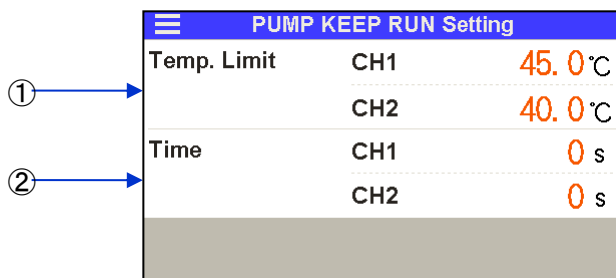 PUMP KEEP RUN Setting
Temp. Limit CH1 45.0 ℃
① CH2 40.0 ℃
Time CH1 0 s
② CH2 0 s